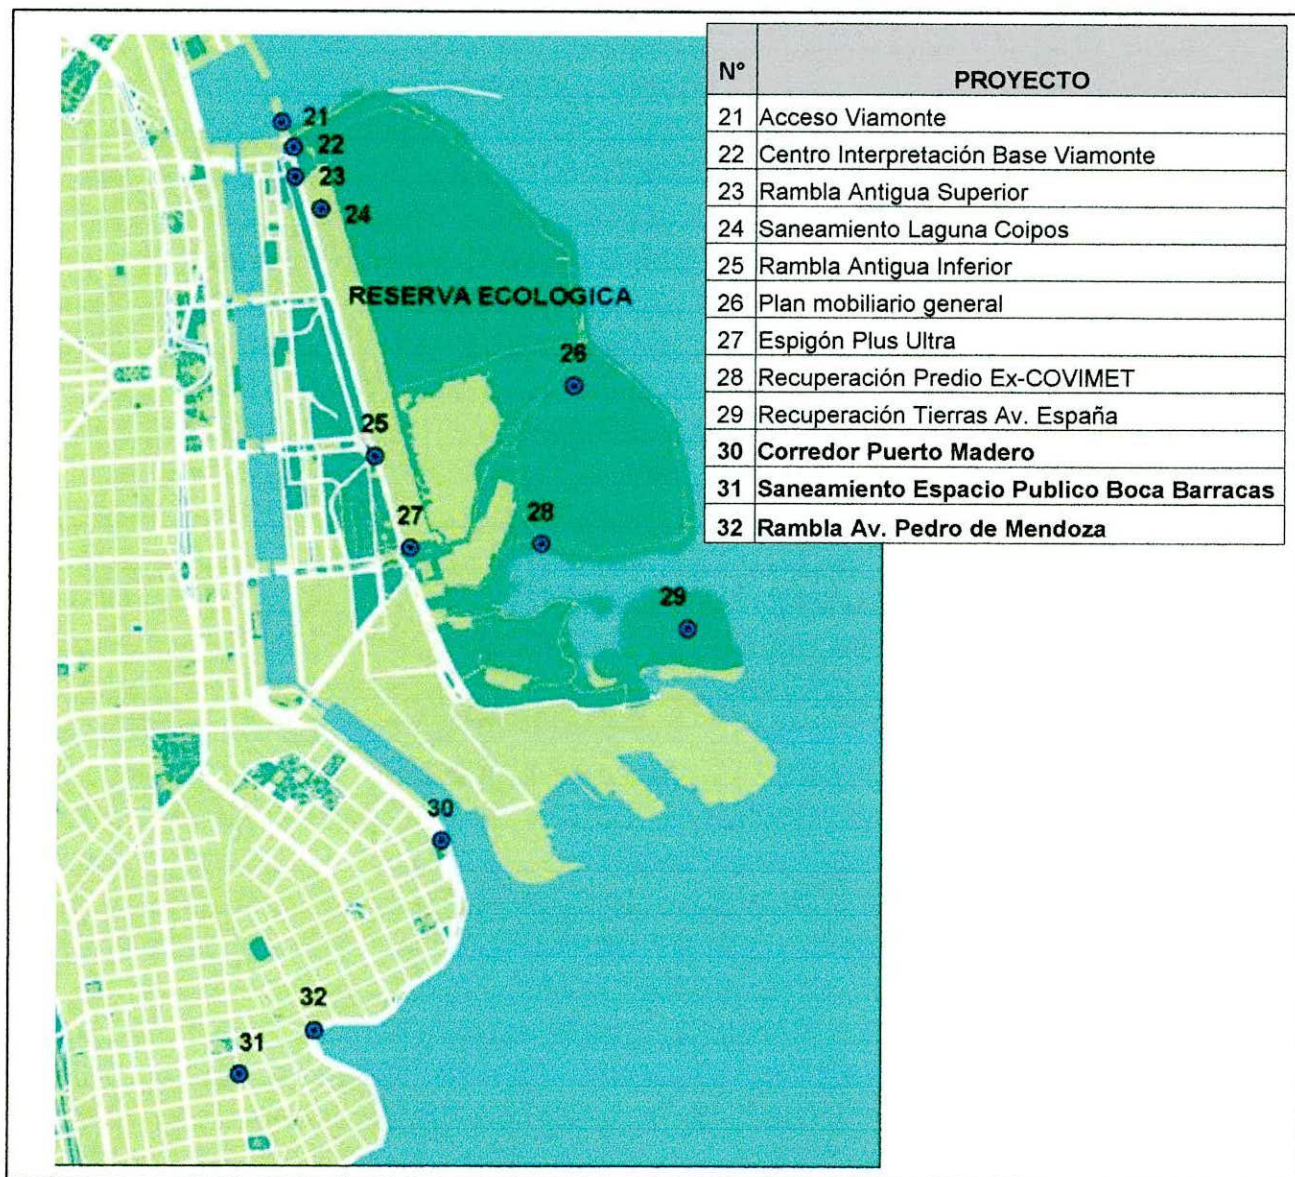 N° PROYECTO
21 Acceso Viamonte
22 Centro Interpretación Base Viamonte
23 Rambla Antigua Superior
24 Saneamiento Laguna Coipos
25 Rambla Antigua Inferior
26 Plan mobiliario general
27 Espigón Plus Ultra
28 Recuperación Predio Ex-COVIMET
29 Recuperación Tierras Av. España
30 Corredor Puerto Madero
31 Saneamiento Espacio Publico Boca Barracas
32 Rambla Av. Pedro de Mendoza
21
22
23
24
RESERVA ECOLOGICA
26
25
27
28
29
30
32
31